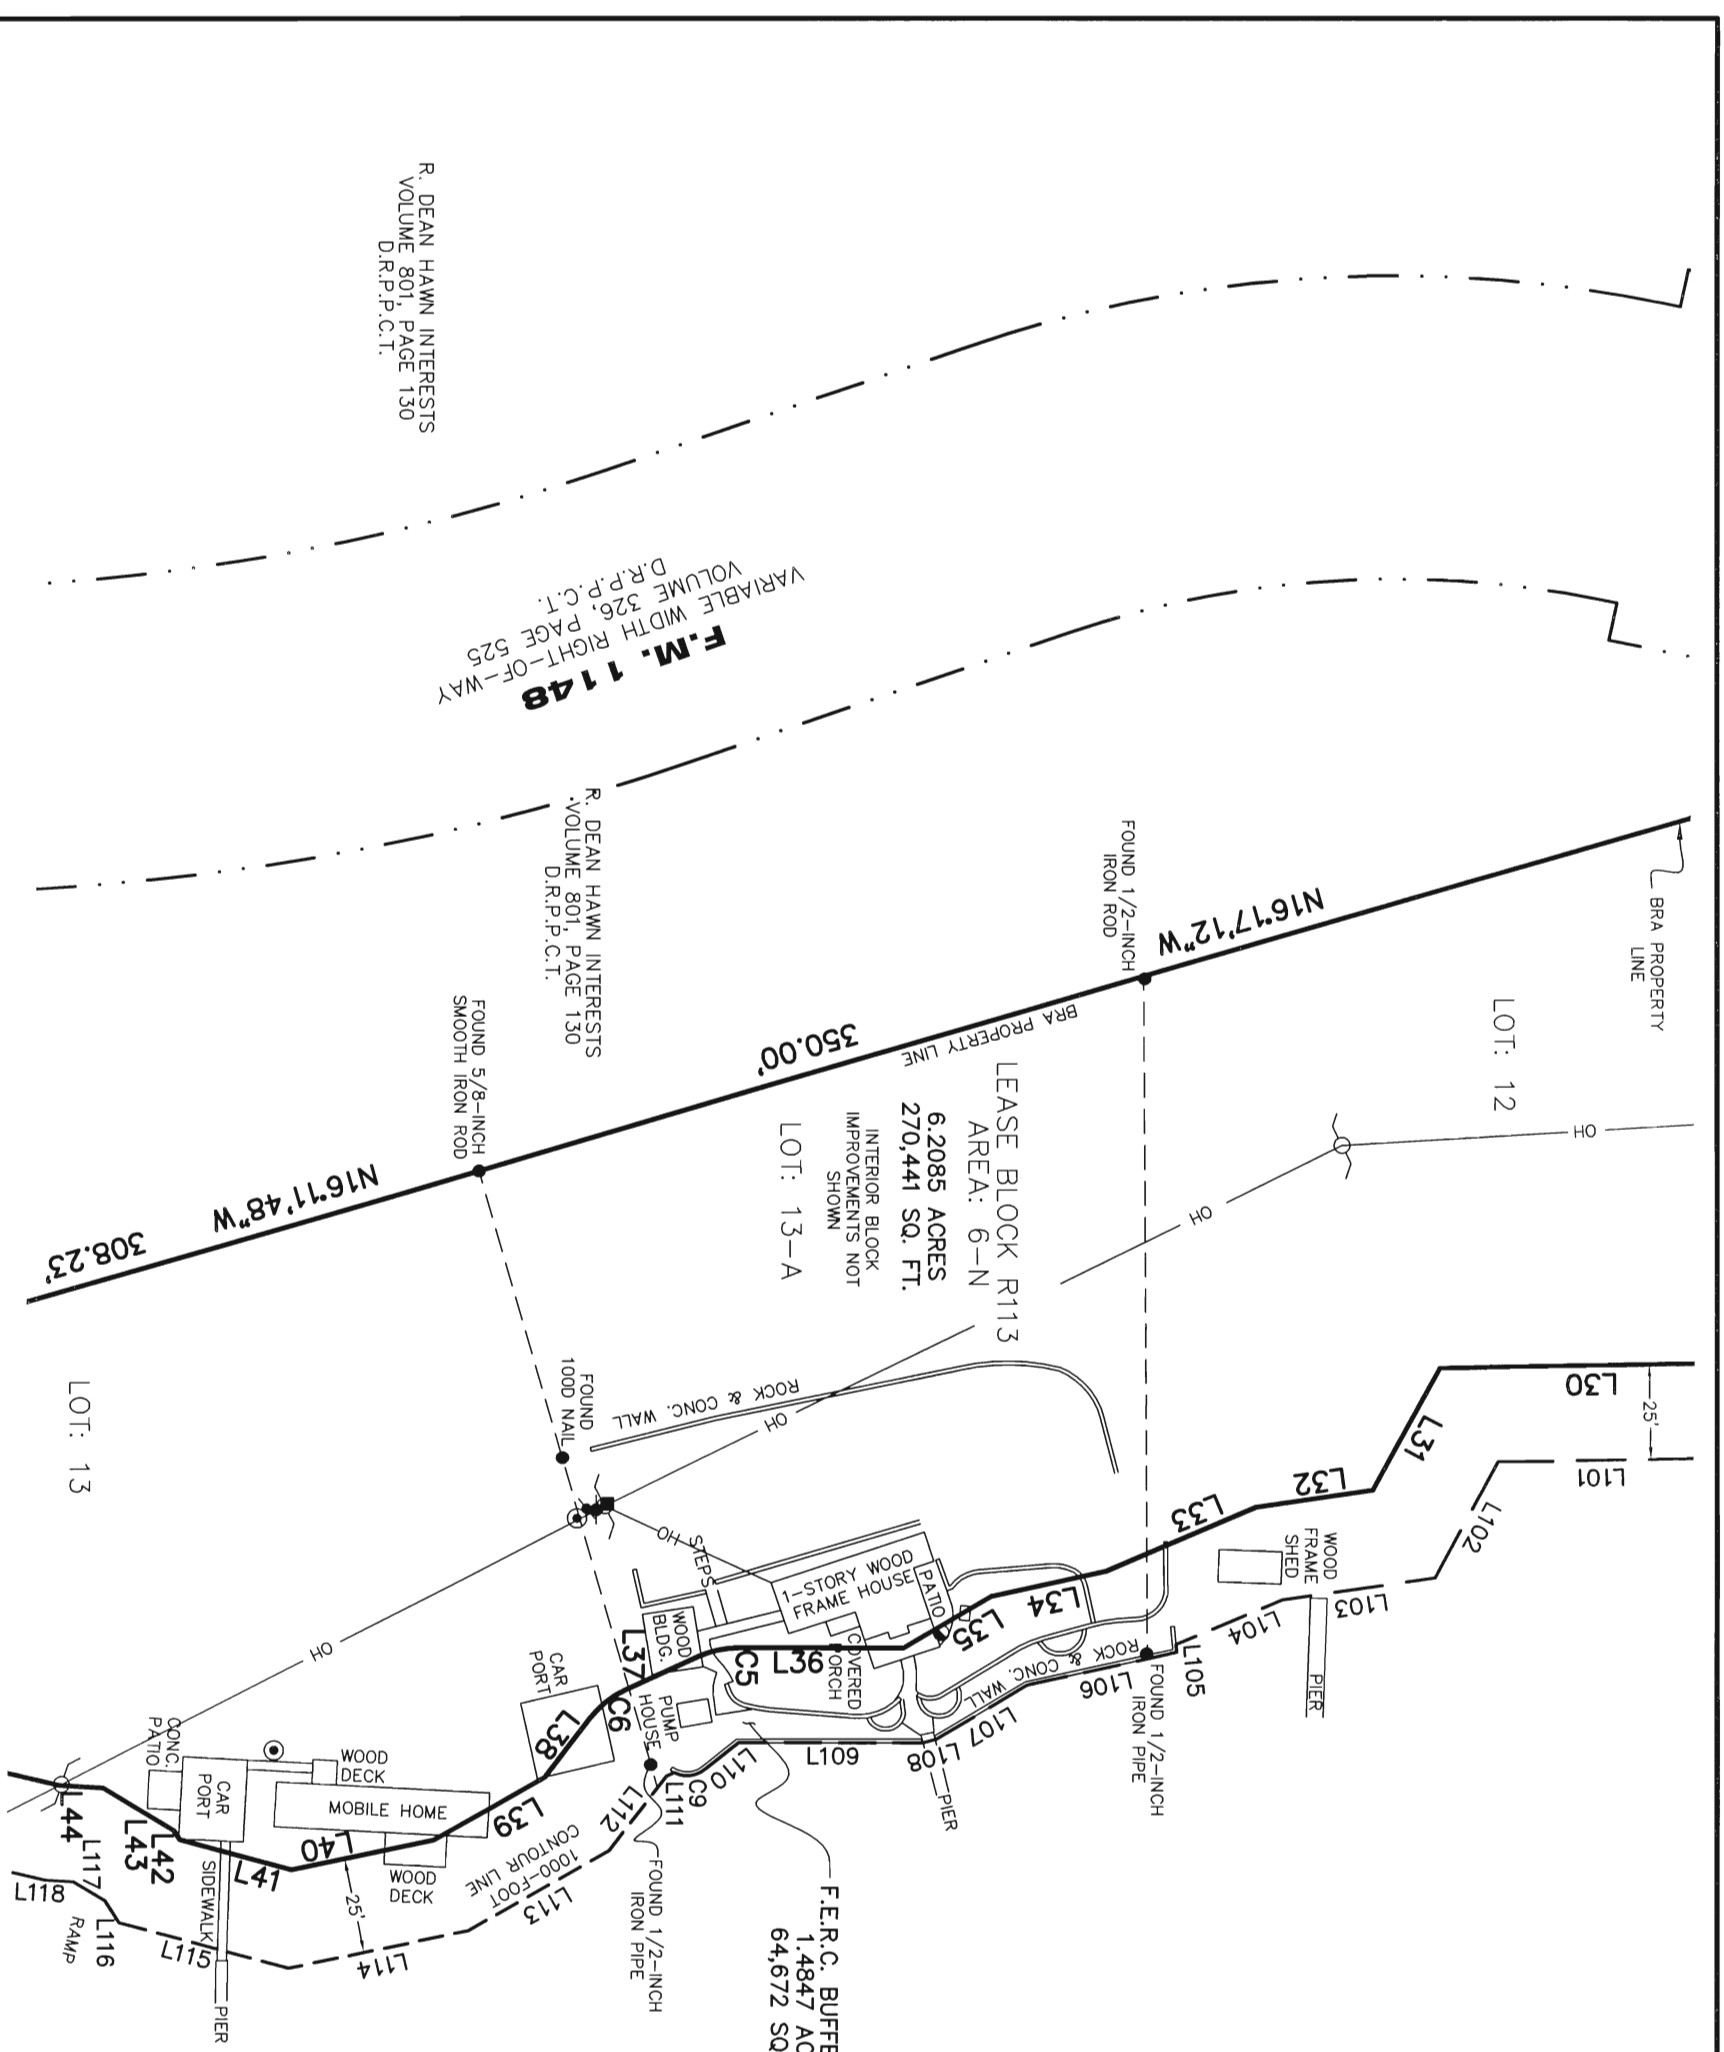 R. DEAN HAWN INTERESTS
VOLUME 801, PAGE 130
D.R.P.P.C.T.
F.M. 1148
VARIABLE WIDTH RIGHT-OF-WAY
VOLUME 326, PAGE 525
D.R.P.P.C.T.
R. DEAN HAWN INTERESTS
VOLUME 801, PAGE 130
D.R.P.P.C.T.
FOUND 1/2-INCH
IRON ROD
N16°17'12"W
BRA PROPERTY
LINE
LOT: 12
350.00'
BRA PROPERTY LINE
FOUND 5/8-INCH
SMOOTH IRON ROD
N16°11'48"W
308.23'
LEASE BLOCK R113
AREA: 6-N
6.2085 ACRES
270,441 SQ. FT.
INTERIOR BLOCK
IMPROVEMENTS NOT
SHOWN
LOT: 13-A
OH
OH
OH
OH
OH
LOT: 13
FOUND
100D NAIL
ROCK & CONC. WALL
L30
25'
L101
L31
L102
L32
L33
WOOD
FRAME
SHED
L103
L104
PIER
L105
L34
L35
PATIO
1-STORY WOOD
FRAME HOUSE
STEPS
COVERED
PORCH
ROCK & CONC. WALL
L106
FOUND 1/2-INCH
IRON PIPE
L107
L108
PIER
L36
C5
L109
WOOD
BLDG.
L37
PUMP
HOUSE
C6
L110
C9
L111
L112
CAR
PORT
L38
FOUND 1/2-INCH
IRON PIPE
1000-FOOT
CONTOUR LINE
L113
L39
MOBILE HOME
WOOD
DECK
WOOD
DECK
L40
25'
L114
L41
CAR
PORT
CONC.
PATIO
SIDEWALK
PIER
L115
L42
L43
L44
L116
L117
L118
RAMP
F.E.R.C. BUFFE
1.4847 AC
64,672 SQ